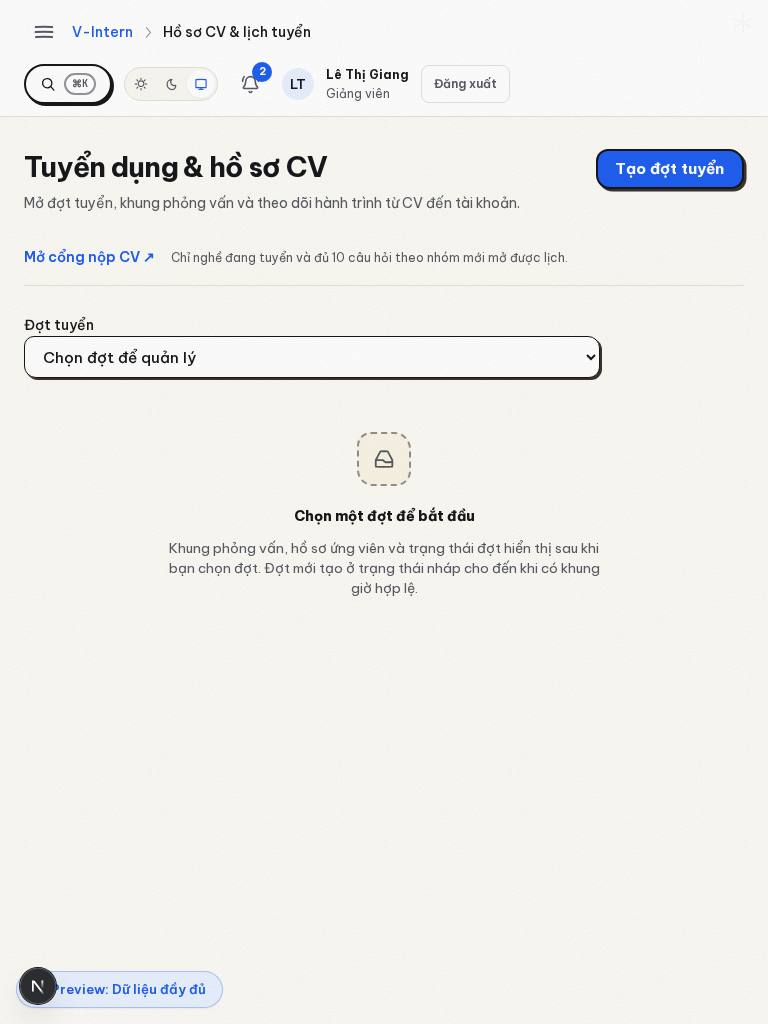 V-Intern > Hồ sơ CV & lịch tuyển
⌘K
2
LT
Lê Thị Giang
Giảng viên
Đăng xuất
Tuyển dụng & hồ sơ CV
Tạo đợt tuyển
Mở đợt tuyển, khung phỏng vấn và theo dõi hành trình từ CV đến tài khoản.
Mở cổng nộp CV ↗
Chỉ nghề đang tuyển và đủ 10 câu hỏi theo nhóm mới mở được lịch.
Đợt tuyển
Chọn đợt để quản lý
Chọn một đợt để bắt đầu
Khung phỏng vấn, hồ sơ ứng viên và trạng thái đợt hiển thị sau khi
bạn chọn đợt. Đợt mới tạo ở trạng thái nháp cho đến khi có khung
giờ hợp lệ.
N
Preview: Dữ liệu đầy đủ